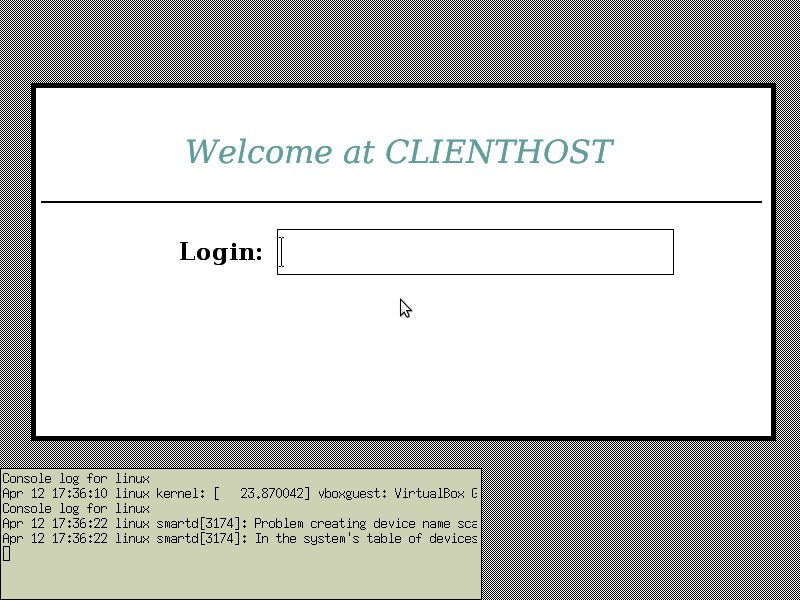 Welcome at CLIENTHOST
Login:
Console log for linux
Apr 12 17:36:10 linux kernel: [   23.870042] vboxguest: VirtualBox G
Console log for linux
Apr 12 17:36:22 linux smartd[3174]: Problem creating device name sca
Apr 12 17:36:22 linux smartd[3174]: In the system's table of devices